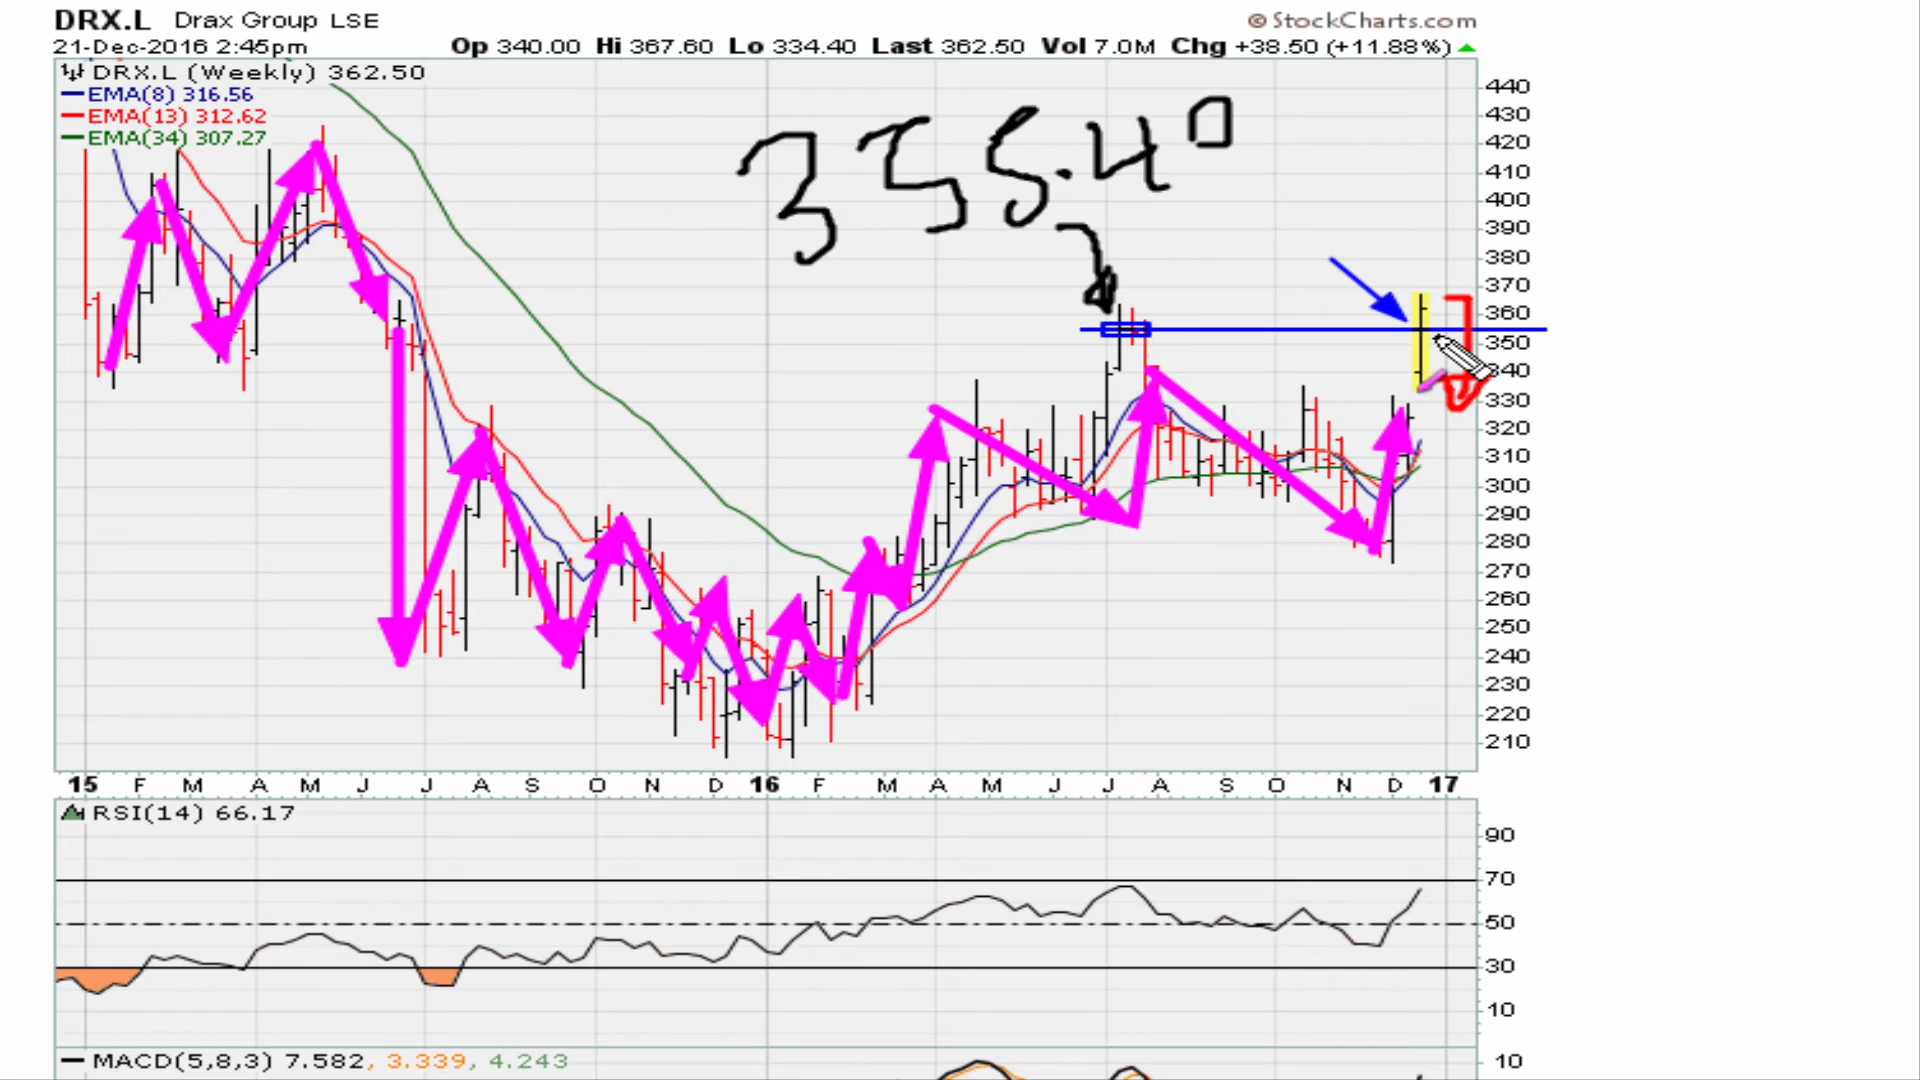 DRX.L Drax Group LSE
© StockCharts.com
21-Dec-2016 2:45pm
Op 340.00 Hi 367.60 Lo 334.40 Last 362.50 Vol 7.0M Chg +38.50 (+11.88%)
DRX.L (Weekly) 362.50
EMA(8) 316.56
EMA(13) 312.62
EMA(34) 307.27
355.40
440
430
420
410
400
390
380
370
360
350
340
330
320
310
300
290
280
270
260
250
240
230
220
210
15 F M A M J J A S O N D 16 F M A M J J A S O N D 17
RSI(14) 66.17
90
70
50
30
10
MACD(5,8,3) 7.582, 3.339, 4.243
10